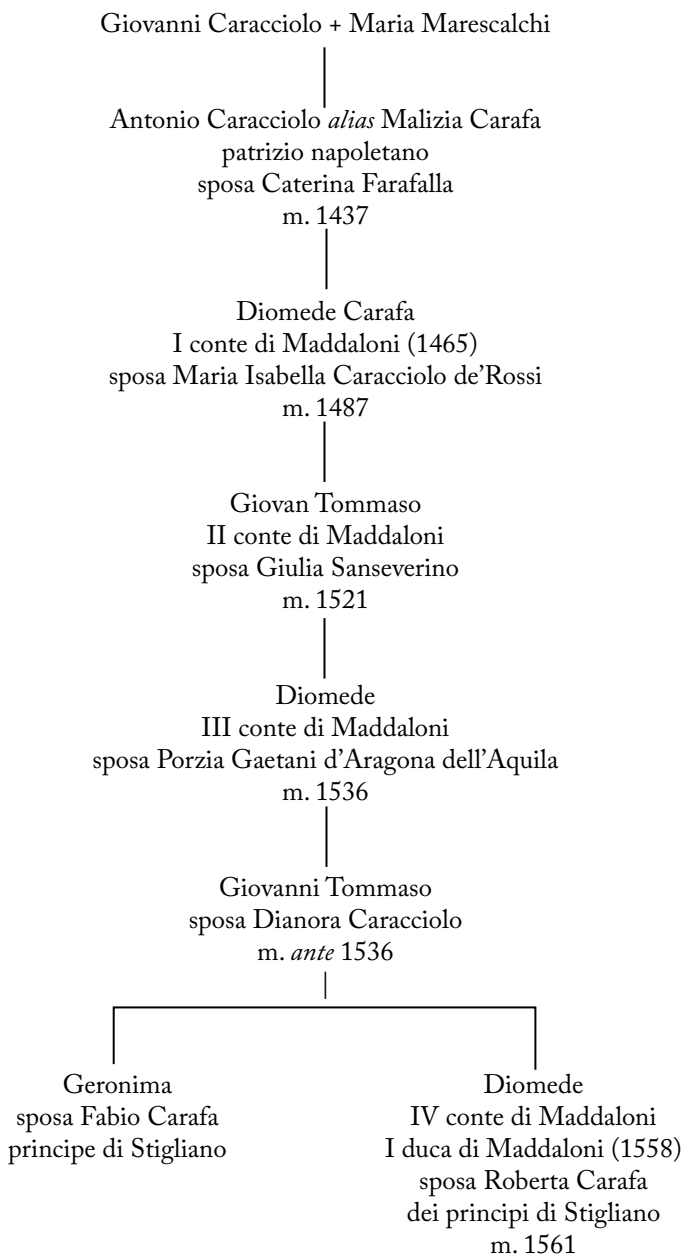 Giovanni Caracciolo + Maria Marescalchi
Antonio Caracciolo alias Malizia Carafa
patrizio napoletano
sposa Caterina Farafalla
m. 1437
Diomede Carafa
I conte di Maddaloni (1465)
sposa Maria Isabella Caracciolo de’Rossi
m. 1487
Giovan Tommaso
II conte di Maddaloni
sposa Giulia Sanseverino
m. 1521
Diomede
III conte di Maddaloni
sposa Porzia Gaetani d’Aragona dell’Aquila
m. 1536
Giovanni Tommaso
sposa Dianora Caracciolo
m. ante 1536
Geronima
sposa Fabio Carafa
principe di Stigliano
Diomede
IV conte di Maddaloni
I duca di Maddaloni (1558)
sposa Roberta Carafa
dei principi di Stigliano
m. 1561